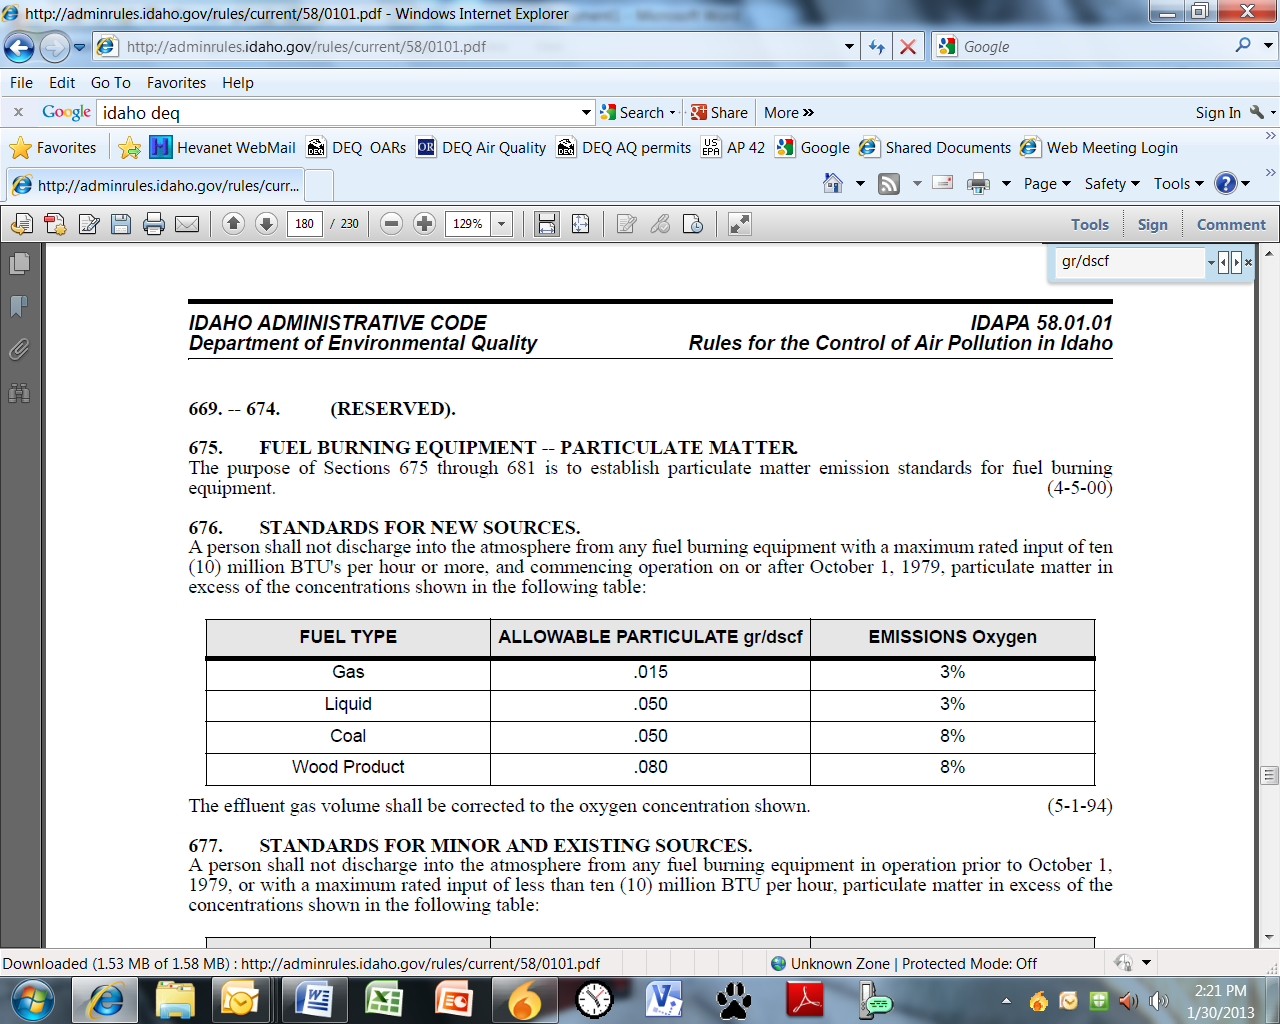 http://adminrules.idaho.gov/rules/current/58/0101.pdf - Windows Internet Explorer
http://adminrules.idaho.gov/rules/current/58/0101.pdf
Google
File Edit Go To Favorites Help
x Google idaho deq Search Share More » Sign In
Favorites Hevanet WebMail DEQ OARs DEQ Air Quality DEQ AQ permits AP 42 Google Shared Documents Web Meeting Login
http://adminrules.idaho.gov/rules/curr... Page Safety Tools
180 / 230 129% Tools Sign Comment
gr/dscf
IDAHO ADMINISTRATIVE CODE IDAPA 58.01.01
Department of Environmental Quality Rules for the Control of Air Pollution in Idaho
669. -- 674. (RESERVED).
675. FUEL BURNING EQUIPMENT -- PARTICULATE MATTER.
The purpose of Sections 675 through 681 is to establish particulate matter emission standards for fuel burning
equipment. (4-5-00)
676. STANDARDS FOR NEW SOURCES.
A person shall not discharge into the atmosphere from any fuel burning equipment with a maximum rated input of ten
(10) million BTU's per hour or more, and commencing operation on or after October 1, 1979, particulate matter in
excess of the concentrations shown in the following table:
FUEL TYPE ALLOWABLE PARTICULATE gr/dscf EMISSIONS Oxygen
Gas .015 3%
Liquid .050 3%
Coal .050 8%
Wood Product .080 8%
The effluent gas volume shall be corrected to the oxygen concentration shown. (5-1-94)
677. STANDARDS FOR MINOR AND EXISTING SOURCES.
A person shall not discharge into the atmosphere from any fuel burning equipment in operation prior to October 1,
1979, or with a maximum rated input of less than ten (10) million BTU per hour, particulate matter in excess of the
concentrations shown in the following table:
Downloaded (1.53 MB of 1.58 MB) : http://adminrules.idaho.gov/rules/current/58/0101.pdf Unknown Zone | Protected Mode: Off
2:21 PM
1/30/2013